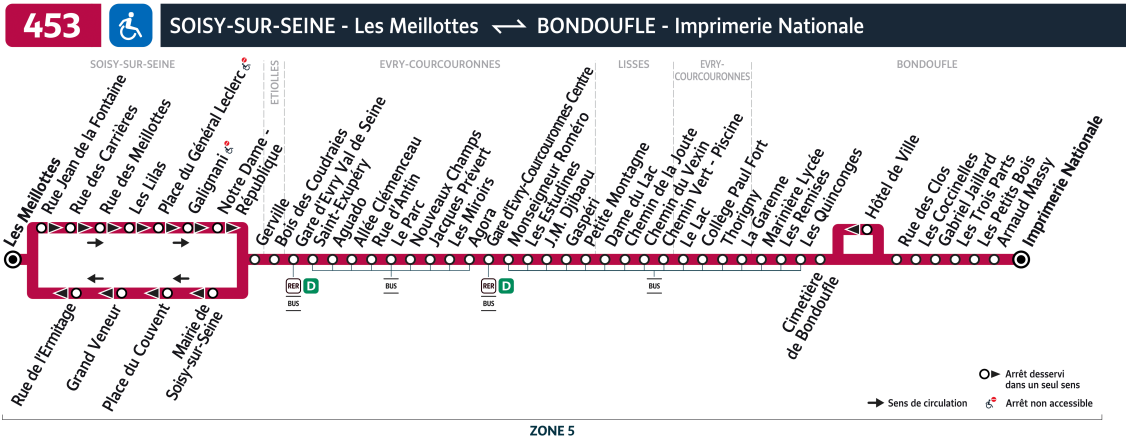 453
SOISY-SUR-SEINE - Les Meillottes
BONDOUFLE - Imprimerie Nationale
SOISY-SUR-SEINE
ETIOLLES
EVRY-COURCOURONNES
LISSES
EVRY-
COURCOURONNES
BONDOUFLE
Les Meillottes
Rue Jean de la Fontaine
Rue des Carrières
Rue des Meillottes
Les Lilas
Place du Général Leclerc
Galignani
Notre Dame -
République
Gerville
Bois des Coudraies
Gare d'Evry Val de Seine
Saint-Exupéry
Aguado
Allée Clémenceau
Rue d'Antin
Le Parc
Nouveaux Champs
Jacques Prévert
Les Miroirs
Agora
Gare d'Evry-Courcouronnes Centre
Monseigneur Roméro
Les Estudines
J.M. Djibaou
Gaspéri
Petite Montagne
Dame du Lac
Chemin de la Joute
Chemin du Vexin
Chemin Vert - Piscine
Le Lac
Collège Paul Fort
Thorigny
La Garenne
Marinière Lycée
Les Remises
Les Quinconges
Cimetière
de Bondoufle
Hôtel de Ville
Rue des Clos
Les Coccinelles
Gabriel Jaillard
Les Trois Parts
Les Petits Bois
Arnaud Massy
Imprimerie Nationale
Rue de l'Ermitage
Grand Veneur
Place du Couvent
Mairie de
Soisy-sur-Seine
RER D
BUS
BUS
RER D
BUS
BUS
Arrêt desservi
dans un seul sens
Sens de circulation
Arrêt non accessible
ZONE 5